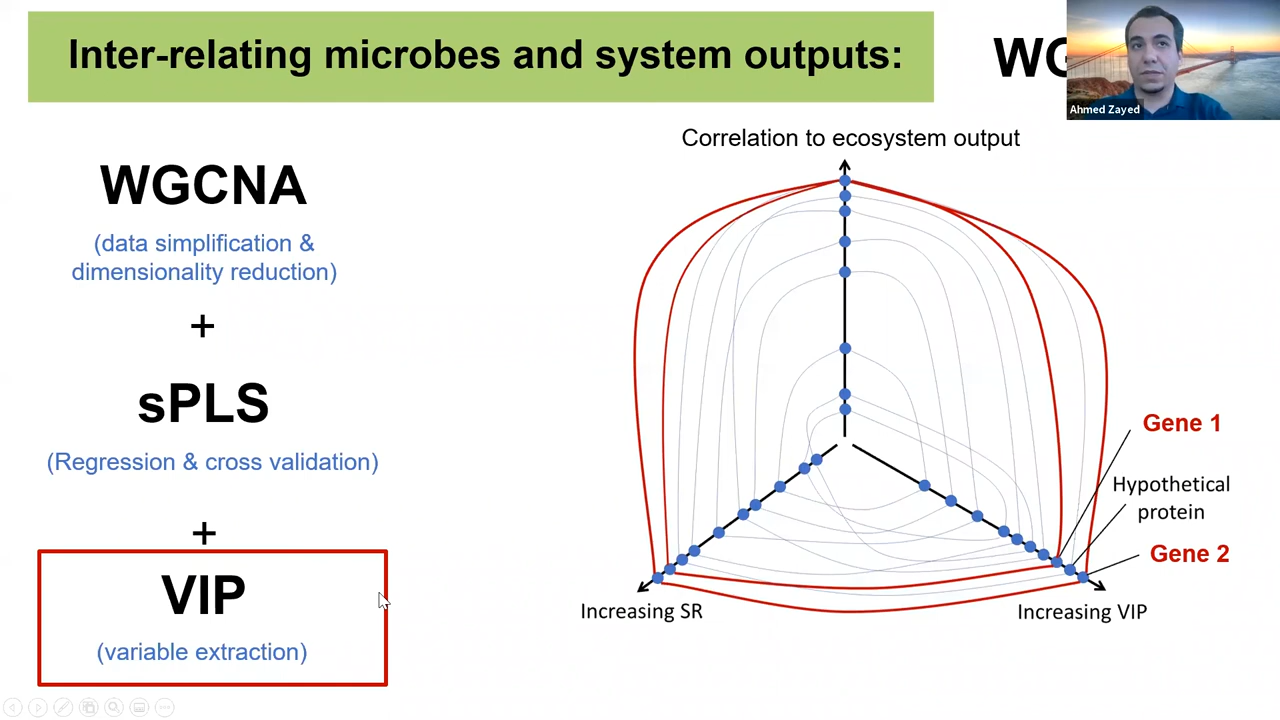 Inter-relating microbes and system outputs:
WG
Ahmed Zayed
WGCNA
(data simplification &
dimensionality reduction)
+
sPLS
(Regression & cross validation)
+
VIP
(variable extraction)
Correlation to ecosystem output
Gene 1
Hypothetical
protein
Gene 2
Increasing SR
Increasing VIP